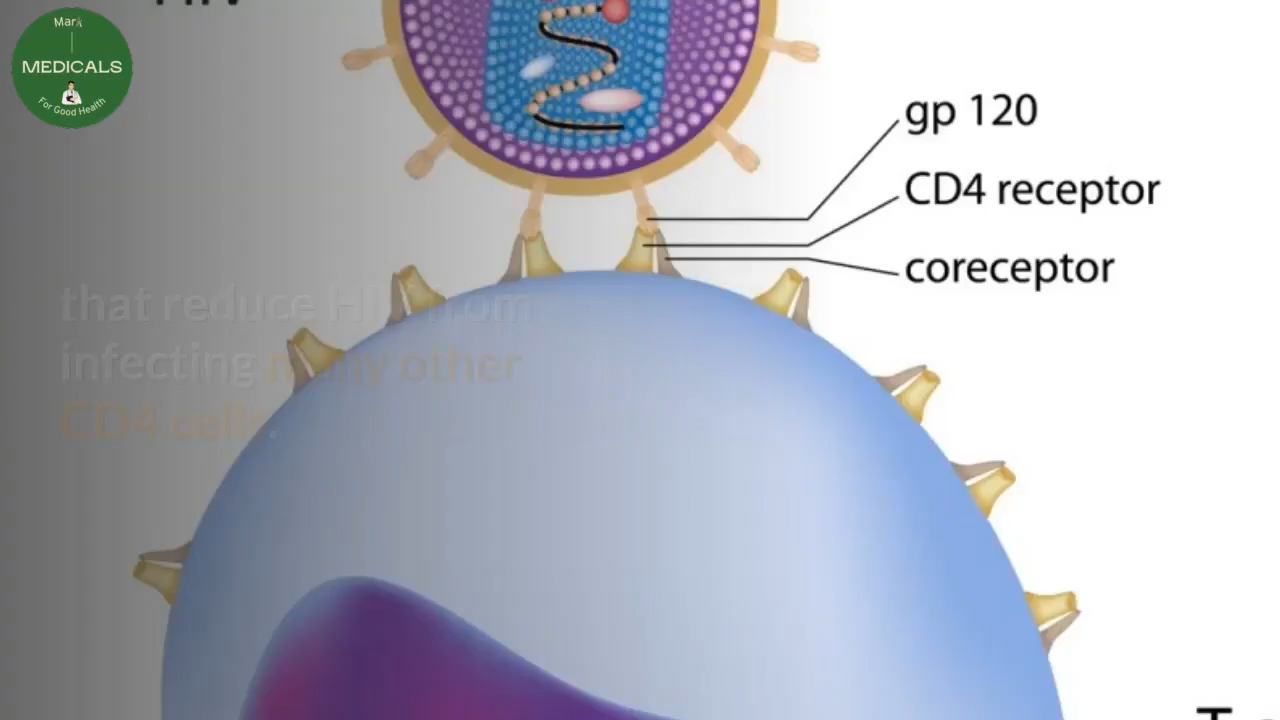 Mark
MEDICALS
For Good Health
HIV
gp 120
CD4 receptor
coreceptor
that reduce HIV from
infecting many other
CD4 cells.